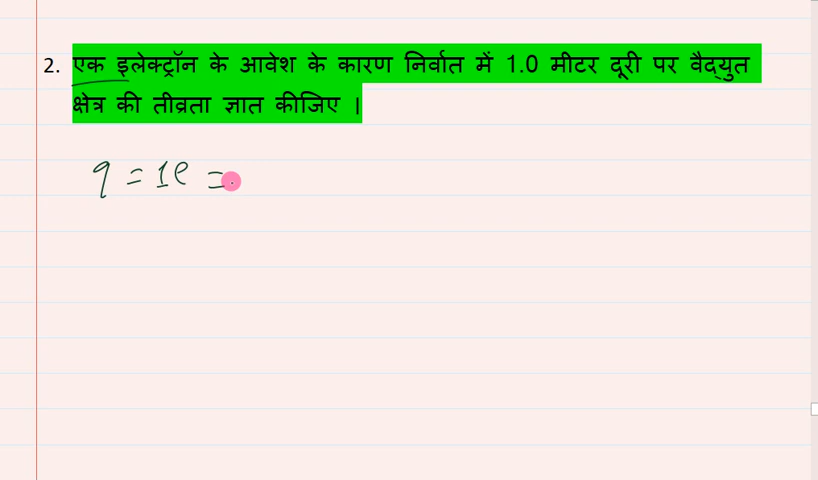 2. एक इलेक्ट्रॉन के आवेश के कारण निर्वात में 1.0 मीटर दूरी पर वैद्युत
क्षेत्र की तीव्रता ज्ञात कीजिए ।
q = 1e =